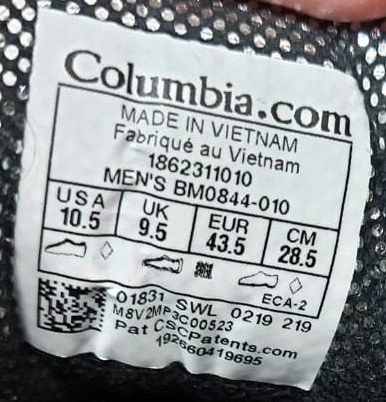 Columbia.com
MADE IN VIETNAM
Fabriqué au Vietnam
1862311010
MEN'S BM0844-010
USA UK EUR CM
10.5 9.5 43.5 28.5
ECA-2
01831 SWL 0219 219
M8V2MP3C00523
Pat CSCPatents.com
192660419695